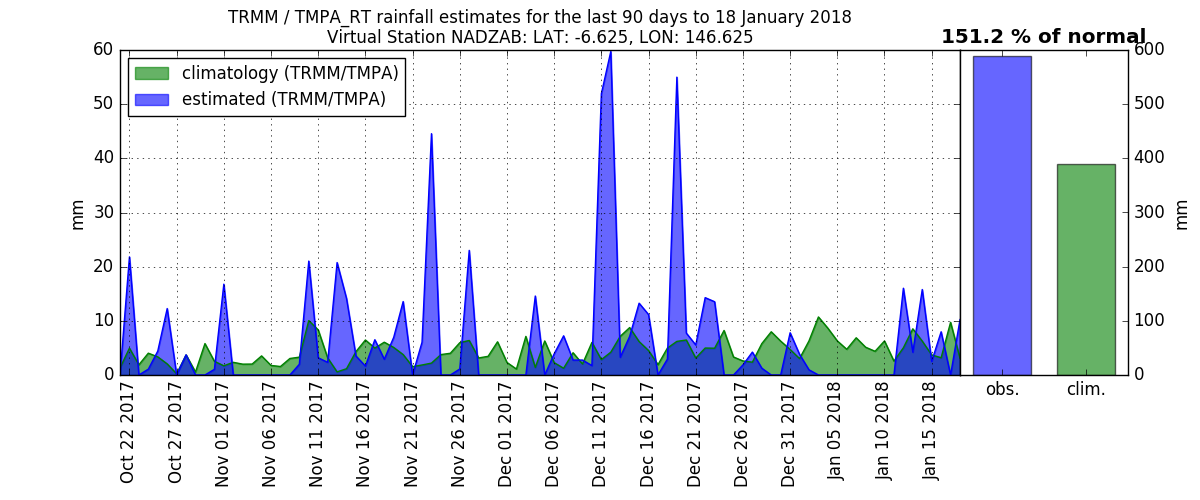 TRMM / TMPA_RT rainfall estimates for the last 90 days to 18 January 2018
Virtual Station NADZAB: LAT: -6.625, LON: 146.625
151.2 % of normal
climatology (TRMM/TMPA)
estimated (TRMM/TMPA)
60
50
40
30
20
10
0
mm
Oct 22 2017
Oct 27 2017
Nov 01 2017
Nov 06 2017
Nov 11 2017
Nov 16 2017
Nov 21 2017
Nov 26 2017
Dec 01 2017
Dec 06 2017
Dec 11 2017
Dec 16 2017
Dec 21 2017
Dec 26 2017
Dec 31 2017
Jan 05 2018
Jan 10 2018
Jan 15 2018
600
500
400
300
200
100
0
mm
obs.
clim.